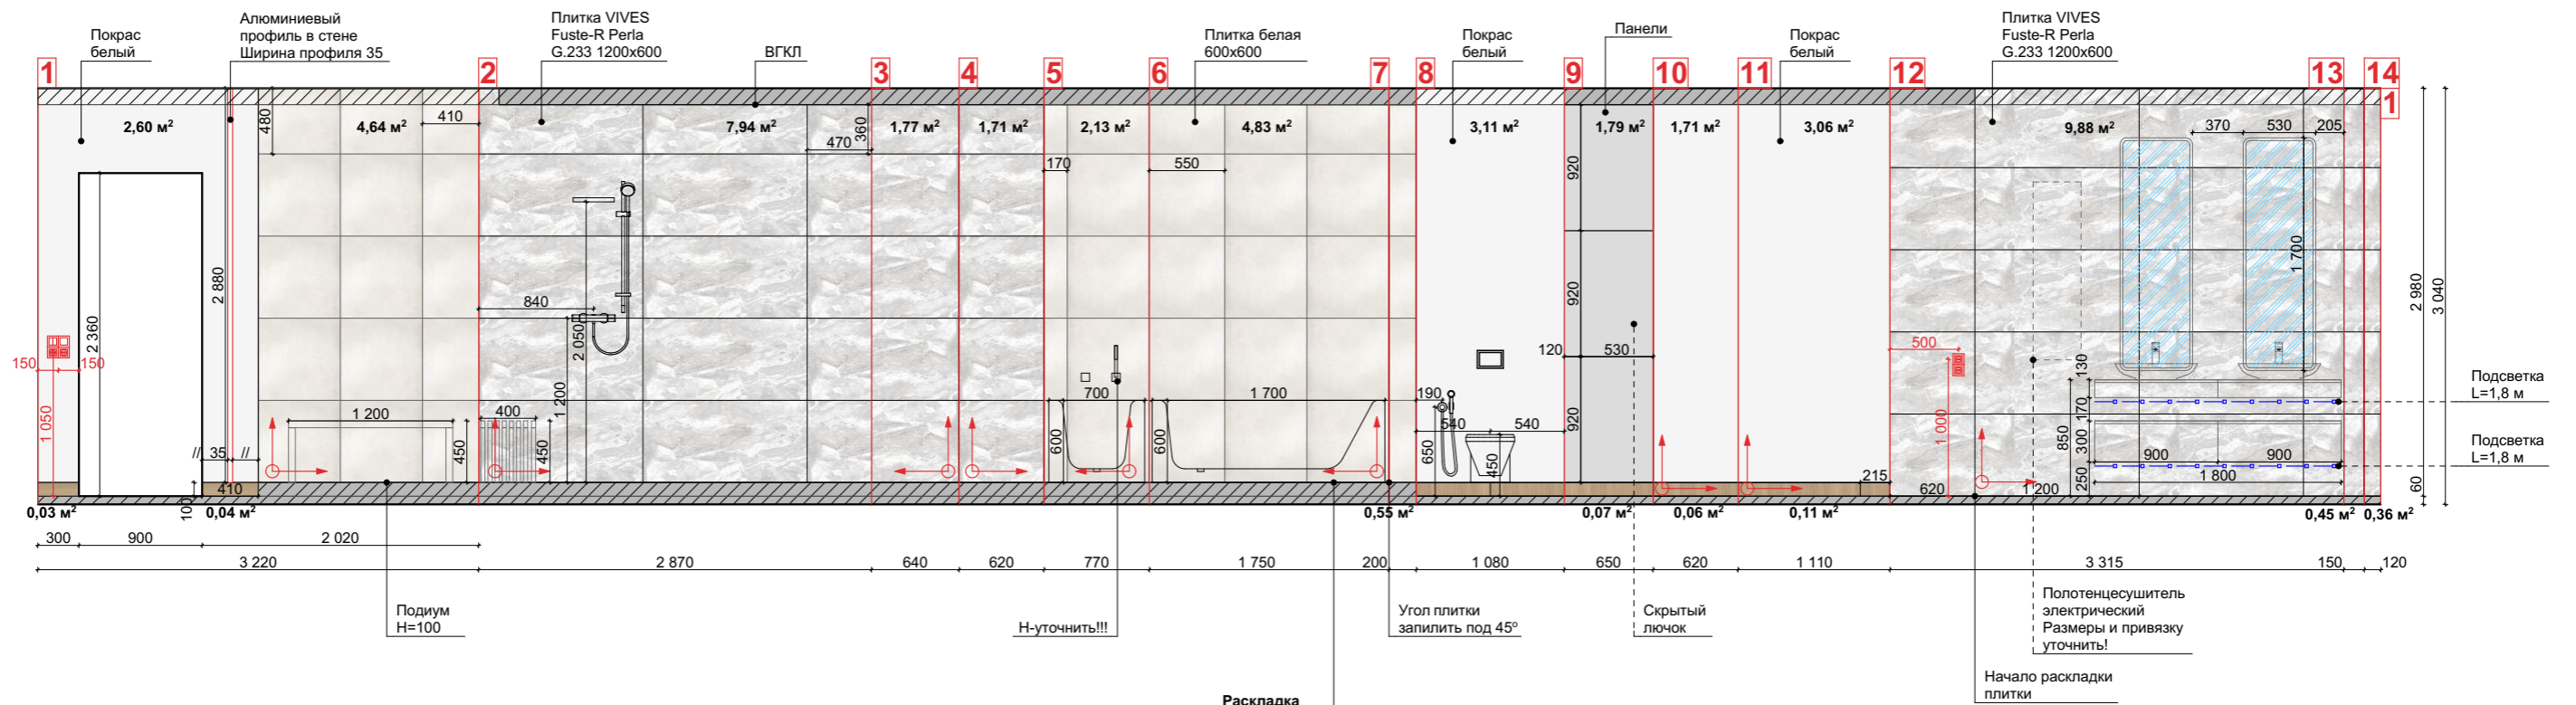 Покрас
белый
Алюминиевый
профиль в стене
Ширина профиля 35
Плитка VIVES
Fuste-R Perla
G.233 1200x600
ВГКЛ
Плитка белая
600x600
Покрас
белый
Панели
Покрас
белый
Плитка VIVES
Fuste-R Perla
G.233 1200x600
1
2
3
4
5
6
7
8
9
10
11
12
13
14
1
2,60 м²
480
4,64 м²
410
7,94 м²
470
360
1,77 м²
1,71 м²
2,13 м²
170
4,83 м²
550
3,11 м²
920
1,79 м²
1,71 м²
3,06 м²
9,88 м²
370
530
205
2 880
2 360
150
150
1 050
840
2 050
1 200
120
920
530
500
1 000
1 700
130
2 980
3 040
Подсветка
L=1,8 м
Подсветка
L=1,8 м
1 200
400
450
450
700
600
1 700
600
190
540
540
650
450
920
170
850
300
900
900
250
1 800
// 35 //
410
100
215
620
1 200
60
0,03 м²
0,04 м²
0,55 м²
0,07 м²
0,06 м²
0,11 м²
0,45 м²
0,36 м²
300
900
2 020
3 220
2 870
640
620
770
1 750
200
1 080
650
620
1 110
3 315
150
120
Подиум
H=100
Н-уточнить!!!
Угол плитки
запилить под 45°
Скрытый
лючок
Полотенцесушитель
электрический
Размеры и привязку
уточнить!
Начало раскладки
плитки
Раскладка